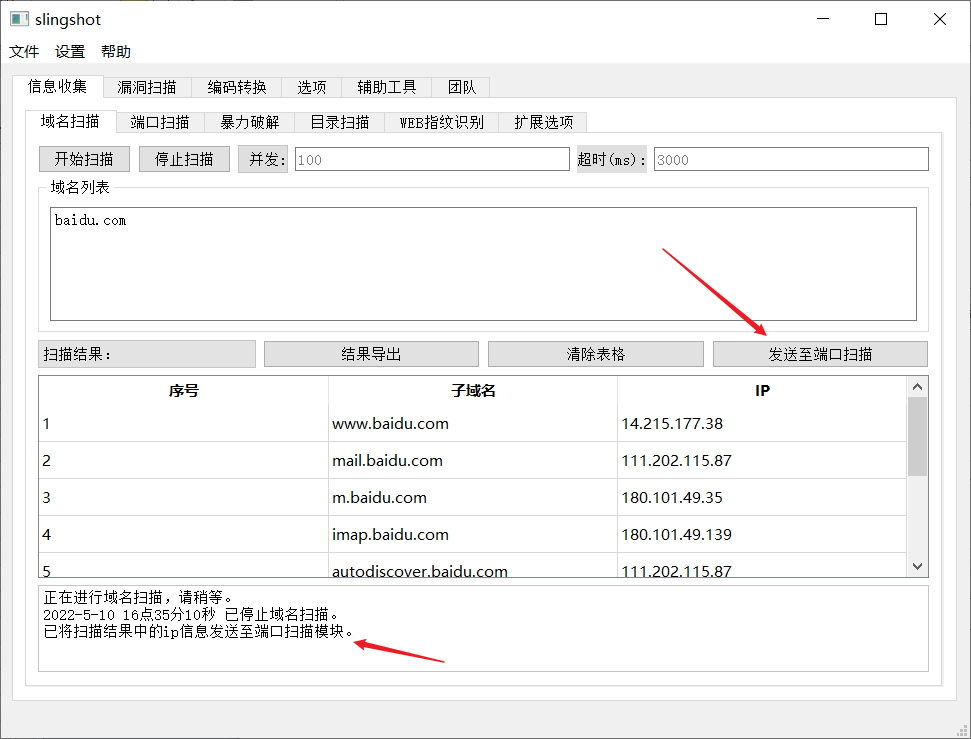 slingshot
文件 设置 帮助
信息收集 漏洞扫描 编码转换 选项 辅助工具 团队
域名扫描 端口扫描 暴力破解 目录扫描 WEB指纹识别 扩展选项
开始扫描 停止扫描 并发: 100 超时(ms): 3000
域名列表
baidu.com
扫描结果: 结果导出 清除表格 发送至端口扫描
序号 子域名 IP
1 www.baidu.com 14.215.177.38
2 mail.baidu.com 111.202.115.87
3 m.baidu.com 180.101.49.35
4 imap.baidu.com 180.101.49.139
5 autodiscover.baidu.com 111.202.115.87
正在进行域名扫描，请稍等。
2022-5-10 16点35分10秒 已停止域名扫描。
已将扫描结果中的ip信息发送至端口扫描模块。